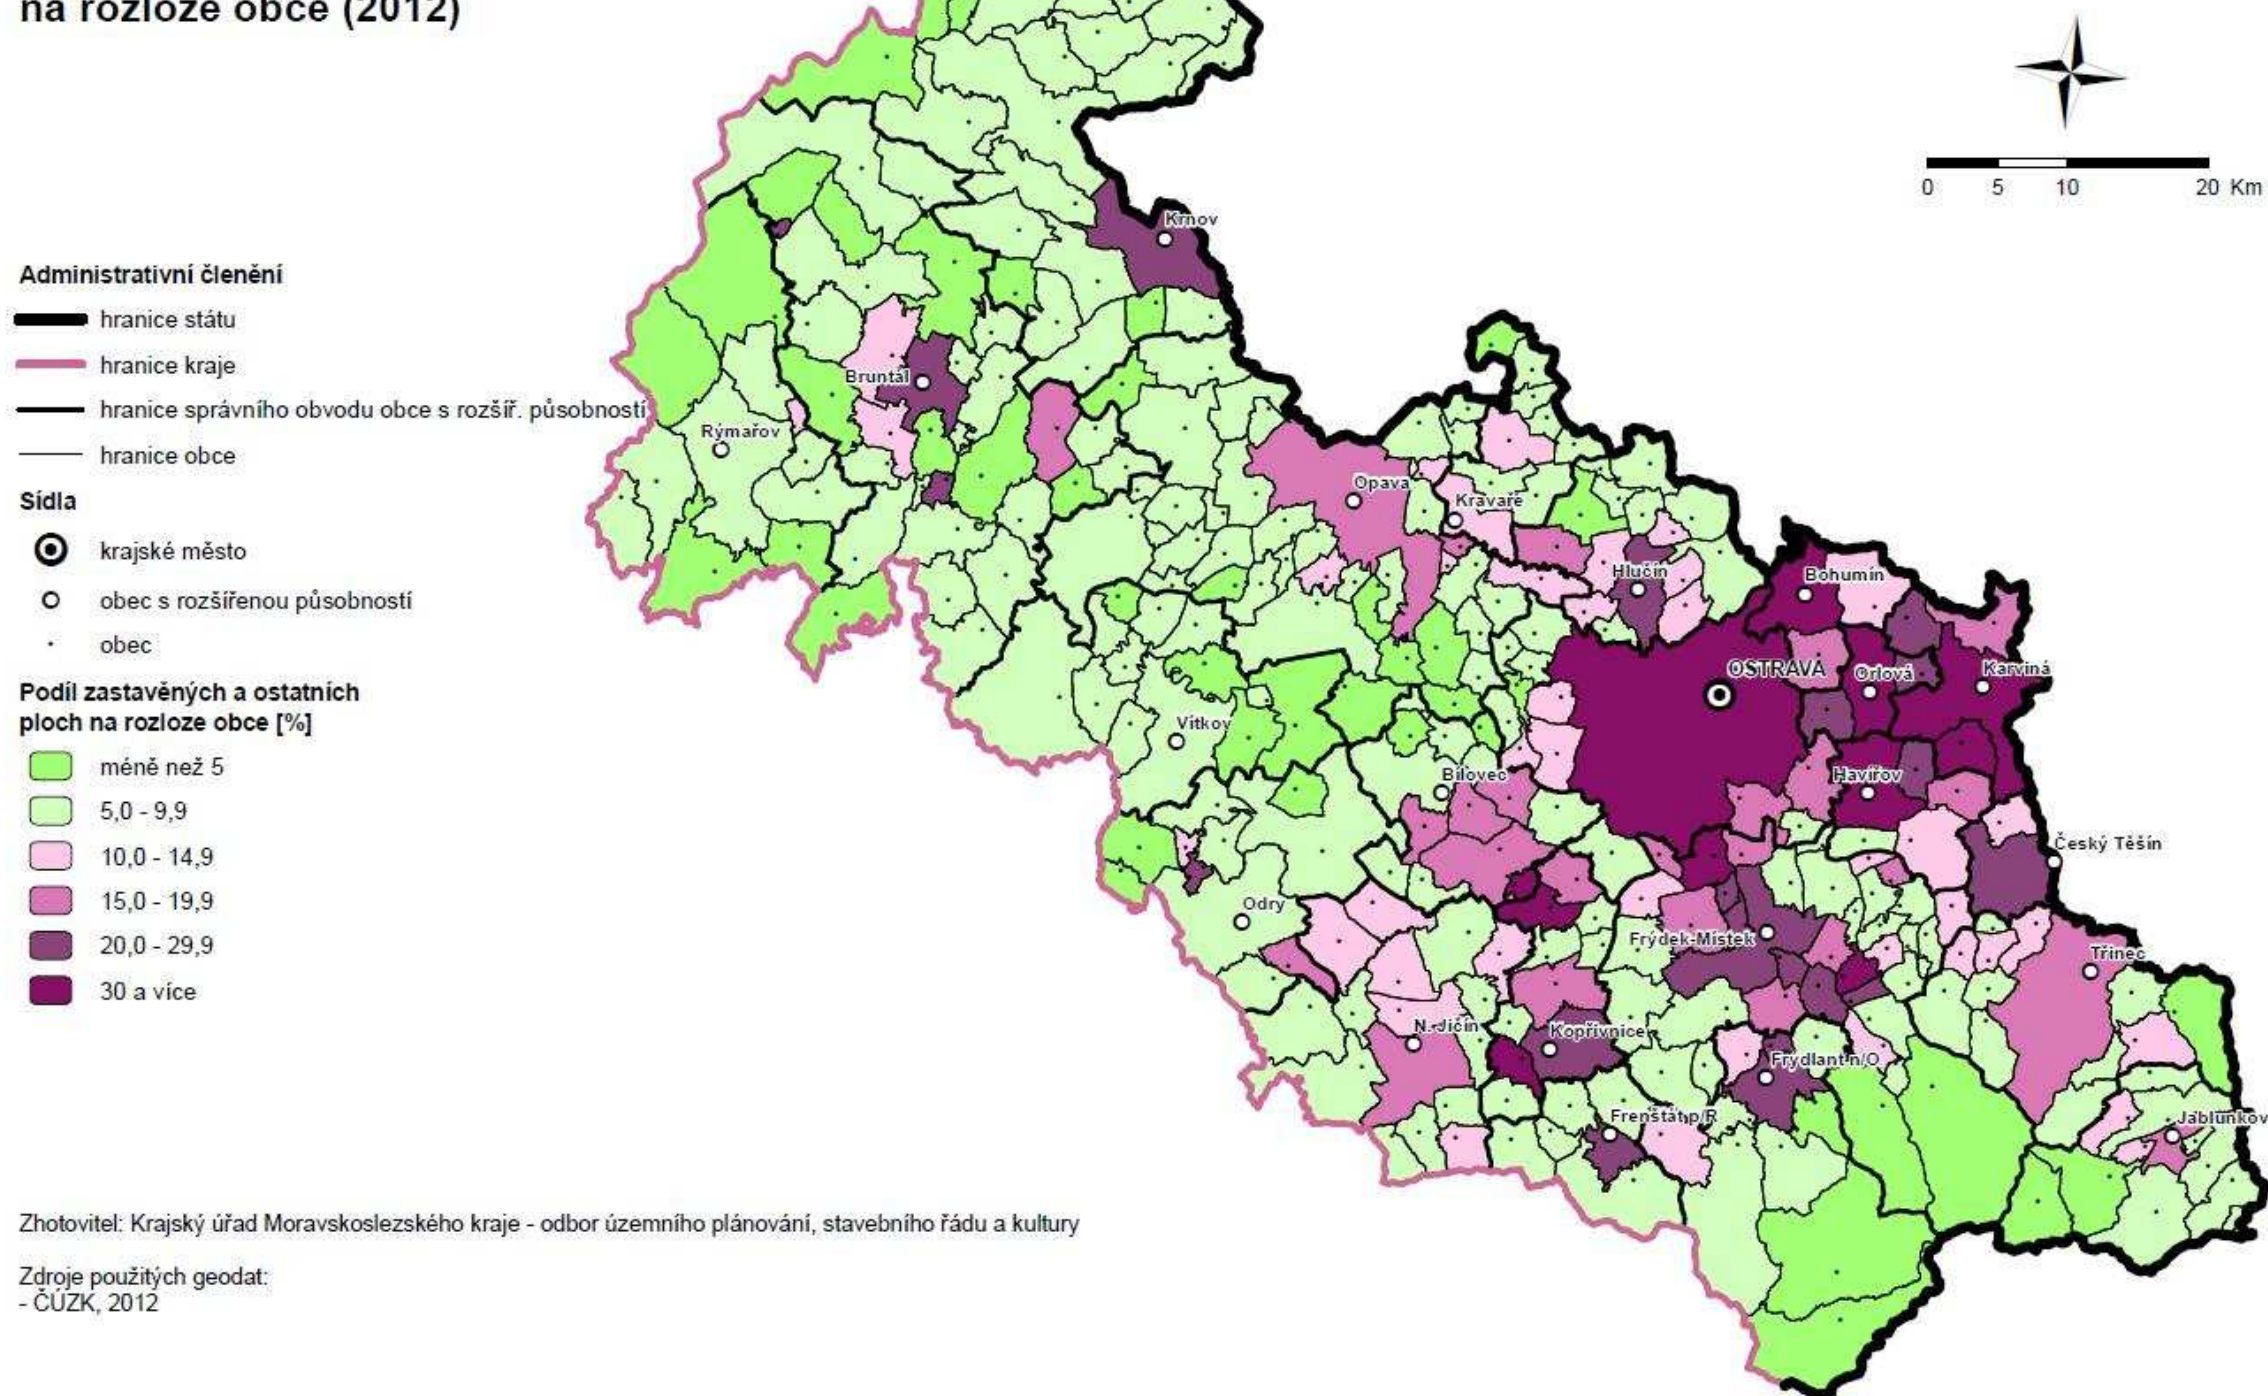 na rozloze obce (2012)
0 5 10 20 Km
Administrativní členění
hranice státu
hranice kraje
hranice správního obvodu obce s rozšíř. působností
hranice obce
Sídla
krajské město
obec s rozšířenou působností
obec
Podíl zastavěných a ostatních
ploch na rozloze obce [%]
méně než 5
5,0 - 9,9
10,0 - 14,9
15,0 - 19,9
20,0 - 29,9
30 a více
Krnov
Bruntál
Rýmařov
Opava
Kravaře
Hlučín
Bohumín
OSTRAVA
Orlová
Karviná
Vítkov
Bílovec
Havířov
Český Těšín
Odry
Frýdek-Místek
Třinec
N. Jičín
Kopřivnice
Frýdlant n/O
Frenštát p/R
Jablunkov
Zhotovitel: Krajský úřad Moravskoslezského kraje - odbor územního plánování, stavebního řádu a kultury
Zdroje použitých geodat:
- ČÚZK, 2012